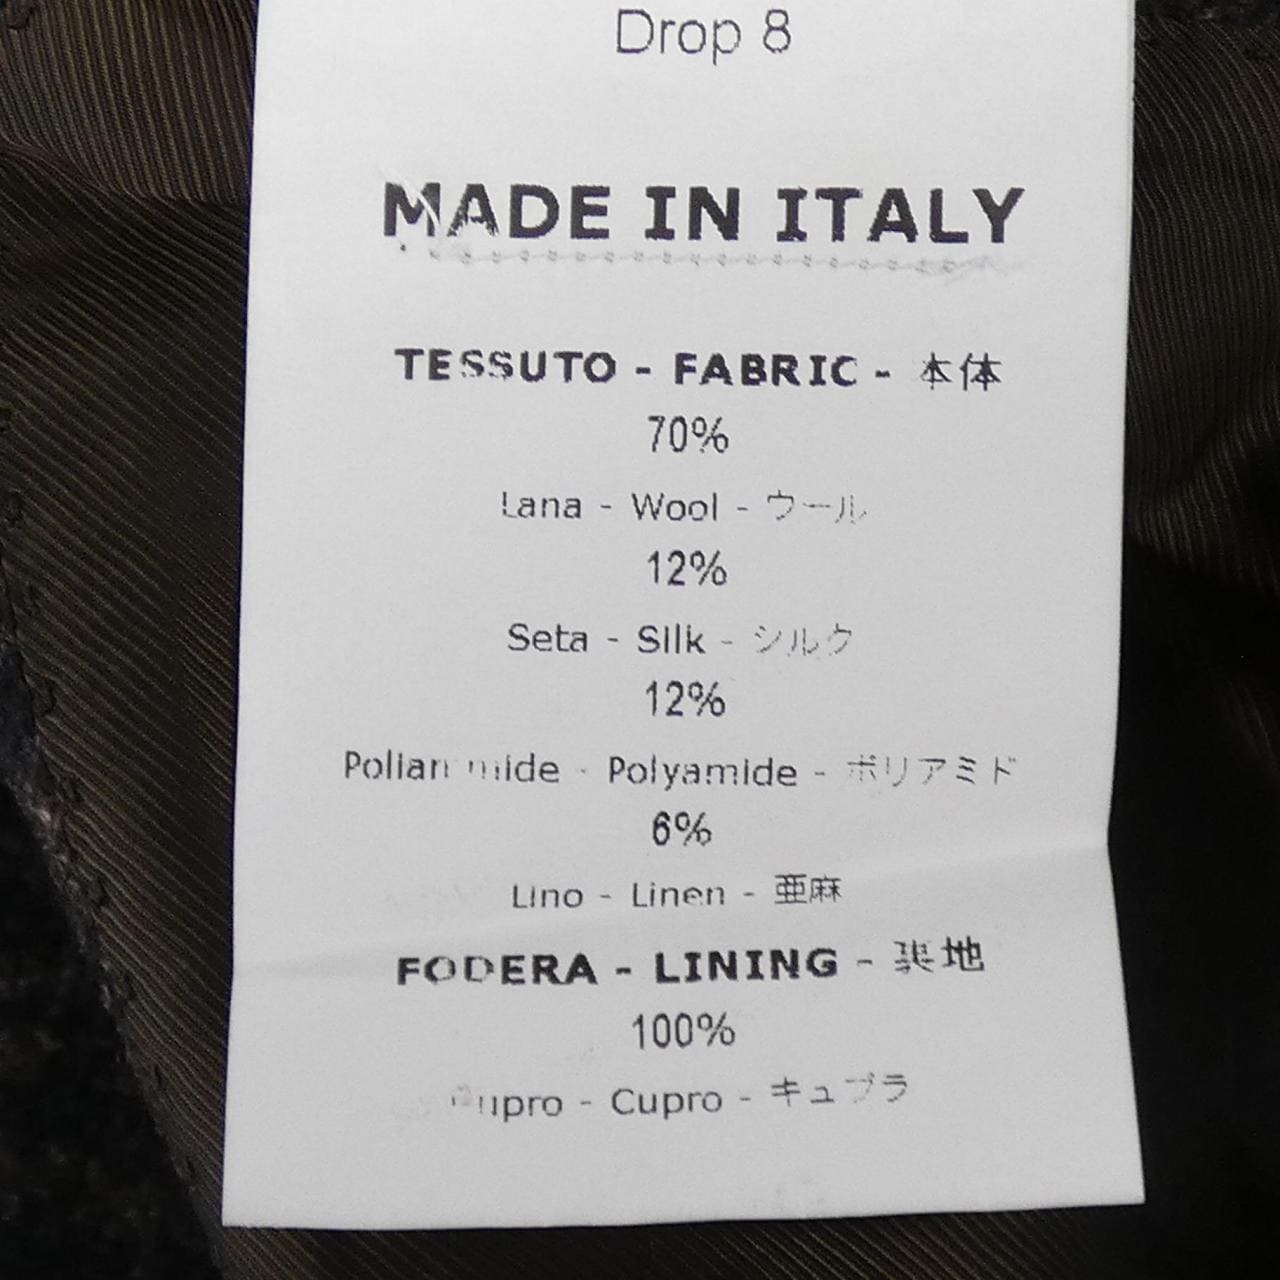 Drop 8
MADE IN ITALY
TESSUTO - FABRIC - 本体
70%
Lana - Wool - ウール
12%
Seta - Silk - シルク
12%
Poliammide - Polyamide - ポリアミド
6%
Lino - Linen - 亜麻
FODERA - LINING - 裏地
100%
Cupro - Cupro - キュプラ